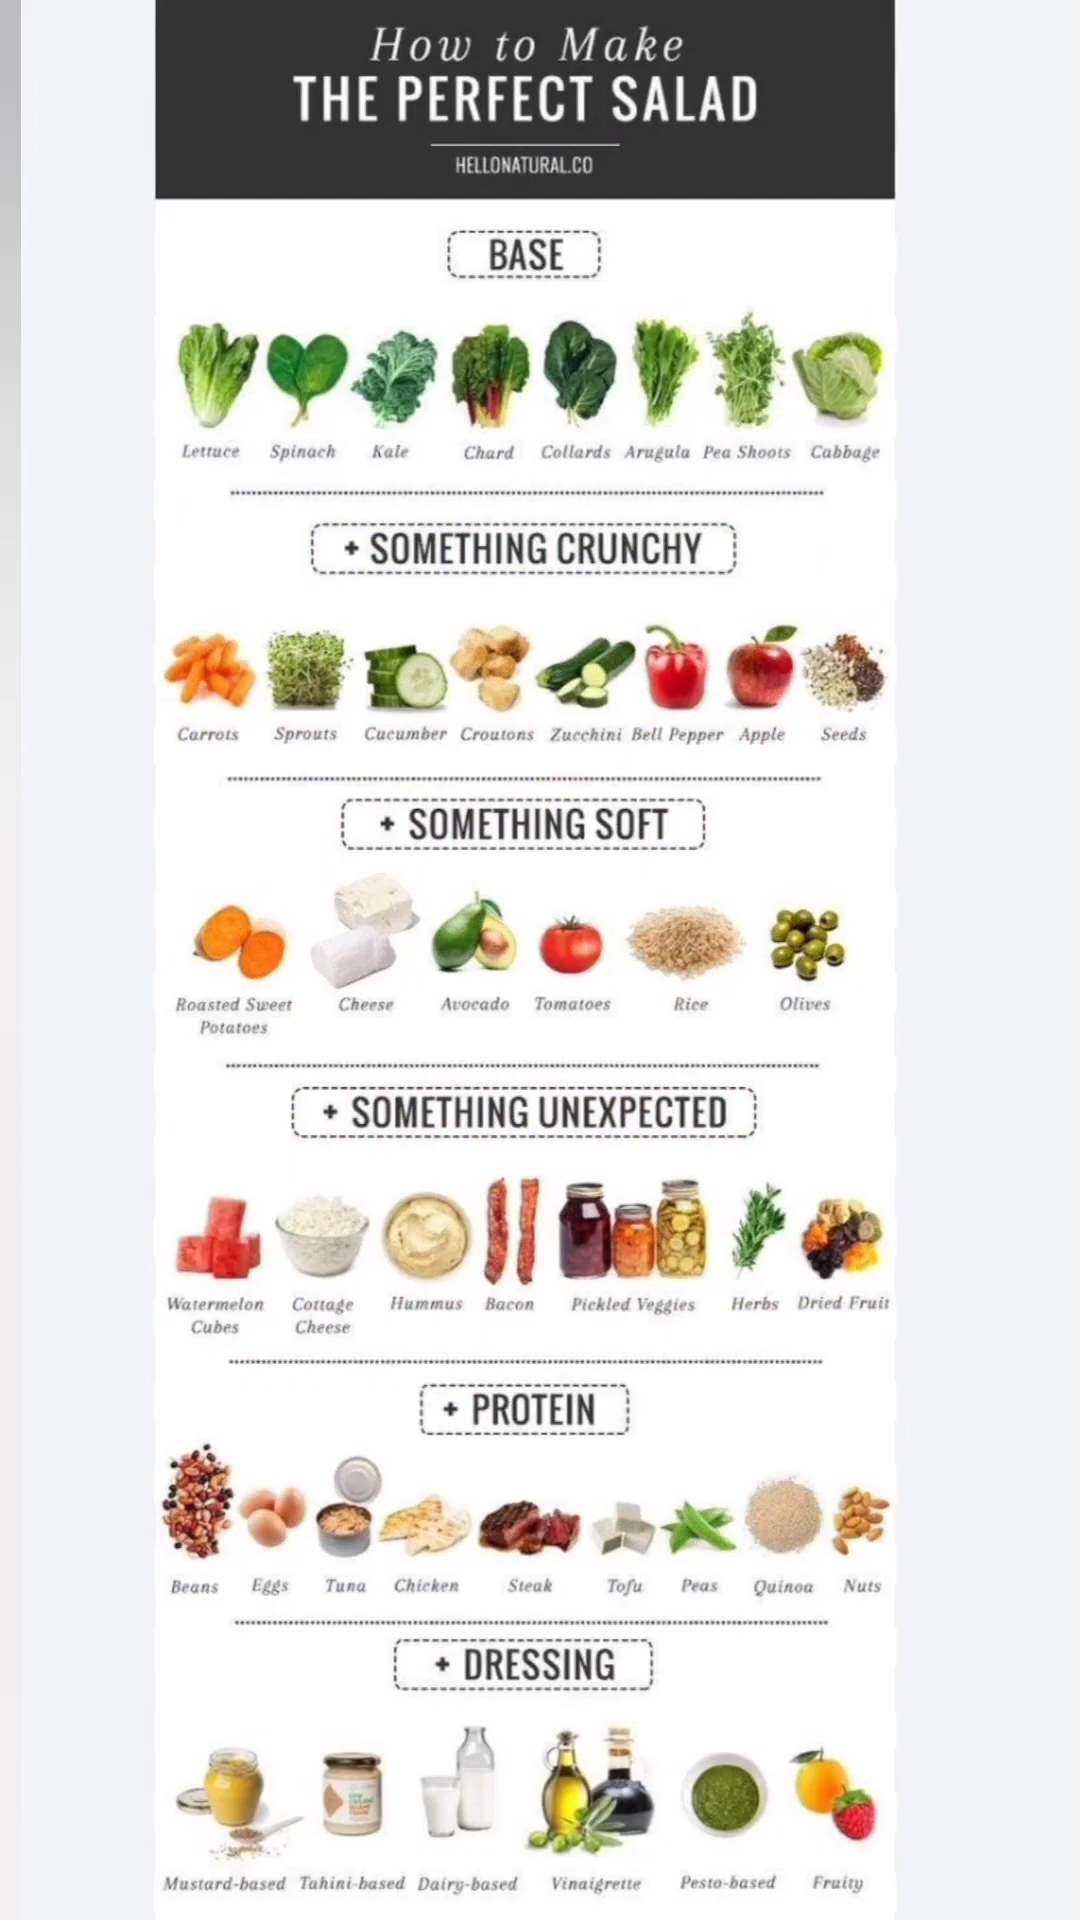 How to Make
THE PERFECT SALAD
HELLONATURAL.CO
BASE
Lettuce Spinach Kale Chard Collards Arugula Pea Shoots Cabbage
+ SOMETHING CRUNCHY
Carrots Sprouts Cucumber Croutons Zucchini Bell Pepper Apple Seeds
+ SOMETHING SOFT
Roasted Sweet Potatoes Cheese Avocado Tomatoes Rice Olives
+ SOMETHING UNEXPECTED
Watermelon Cubes Cottage Cheese Hummus Bacon Pickled Veggies Herbs Dried Fruit
+ PROTEIN
Beans Eggs Tuna Chicken Steak Tofu Peas Quinoa Nuts
+ DRESSING
Mustard-based Tahini-based Dairy-based Vinaigrette Pesto-based Fruity